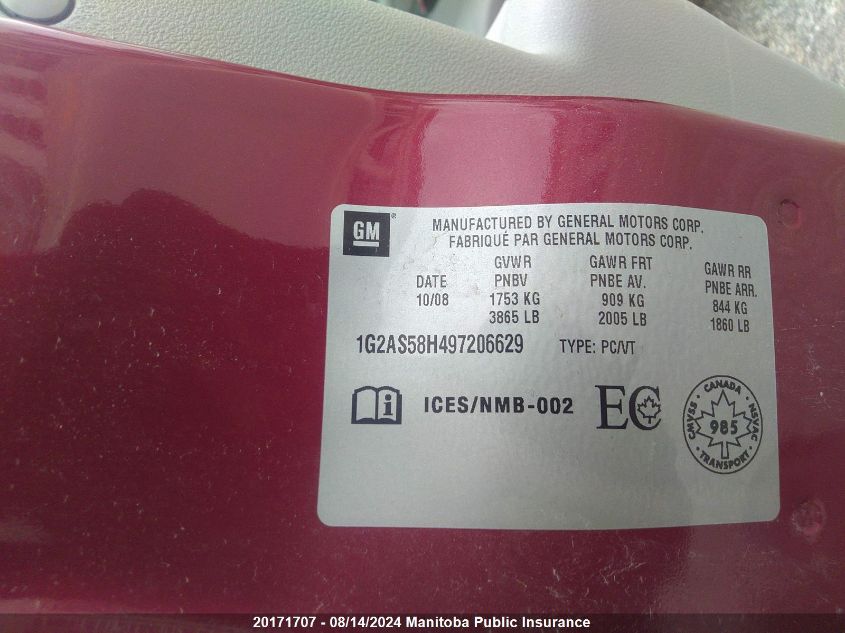 GM
MANUFACTURED BY GENERAL MOTORS CORP.
FABRIQUÉ PAR GENERAL MOTORS CORP.
DATE GVWR GAWR FRT GAWR RR
PNBV PNBE AV. PNBE ARR.
10/08 1753 KG 909 KG 844 KG
3865 LB 2005 LB 1860 LB
1G2AS58H497206629 TYPE: PC/VT
i ICES/NMB-002 EC
CANADA
CMVSS 985 NSVAC
TRANSPORT
20171707 - 08/14/2024 Manitoba Public Insurance